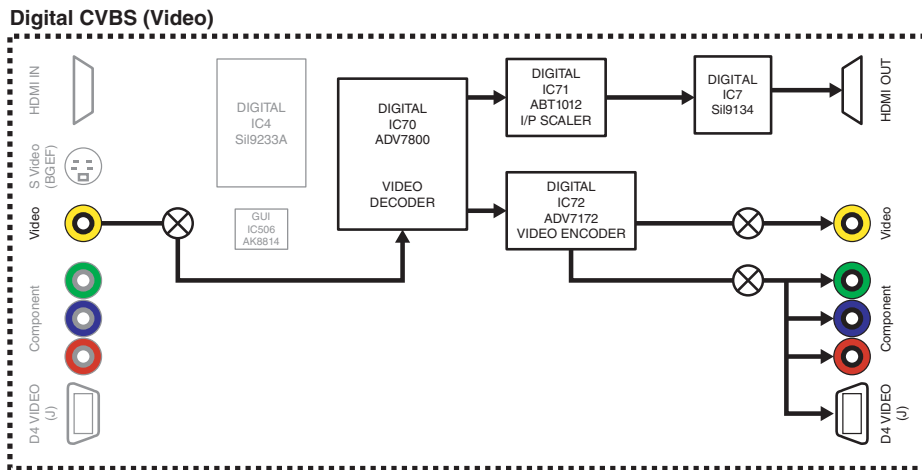 Digital CVBS (Video)
HDMI IN
S Video
(BGEF)
Video
Component
D4 VIDEO
(J)
DIGITAL
IC4
SiI9233A
GUI
IC506
AK8814
DIGITAL
IC70
ADV7800
VIDEO
DECODER
DIGITAL
IC71
ABT1012
I/P SCALER
DIGITAL
IC7
SiI9134
DIGITAL
IC72
ADV7172
VIDEO ENCODER
HDMI OUT
Video
Component
D4 VIDEO
(J)